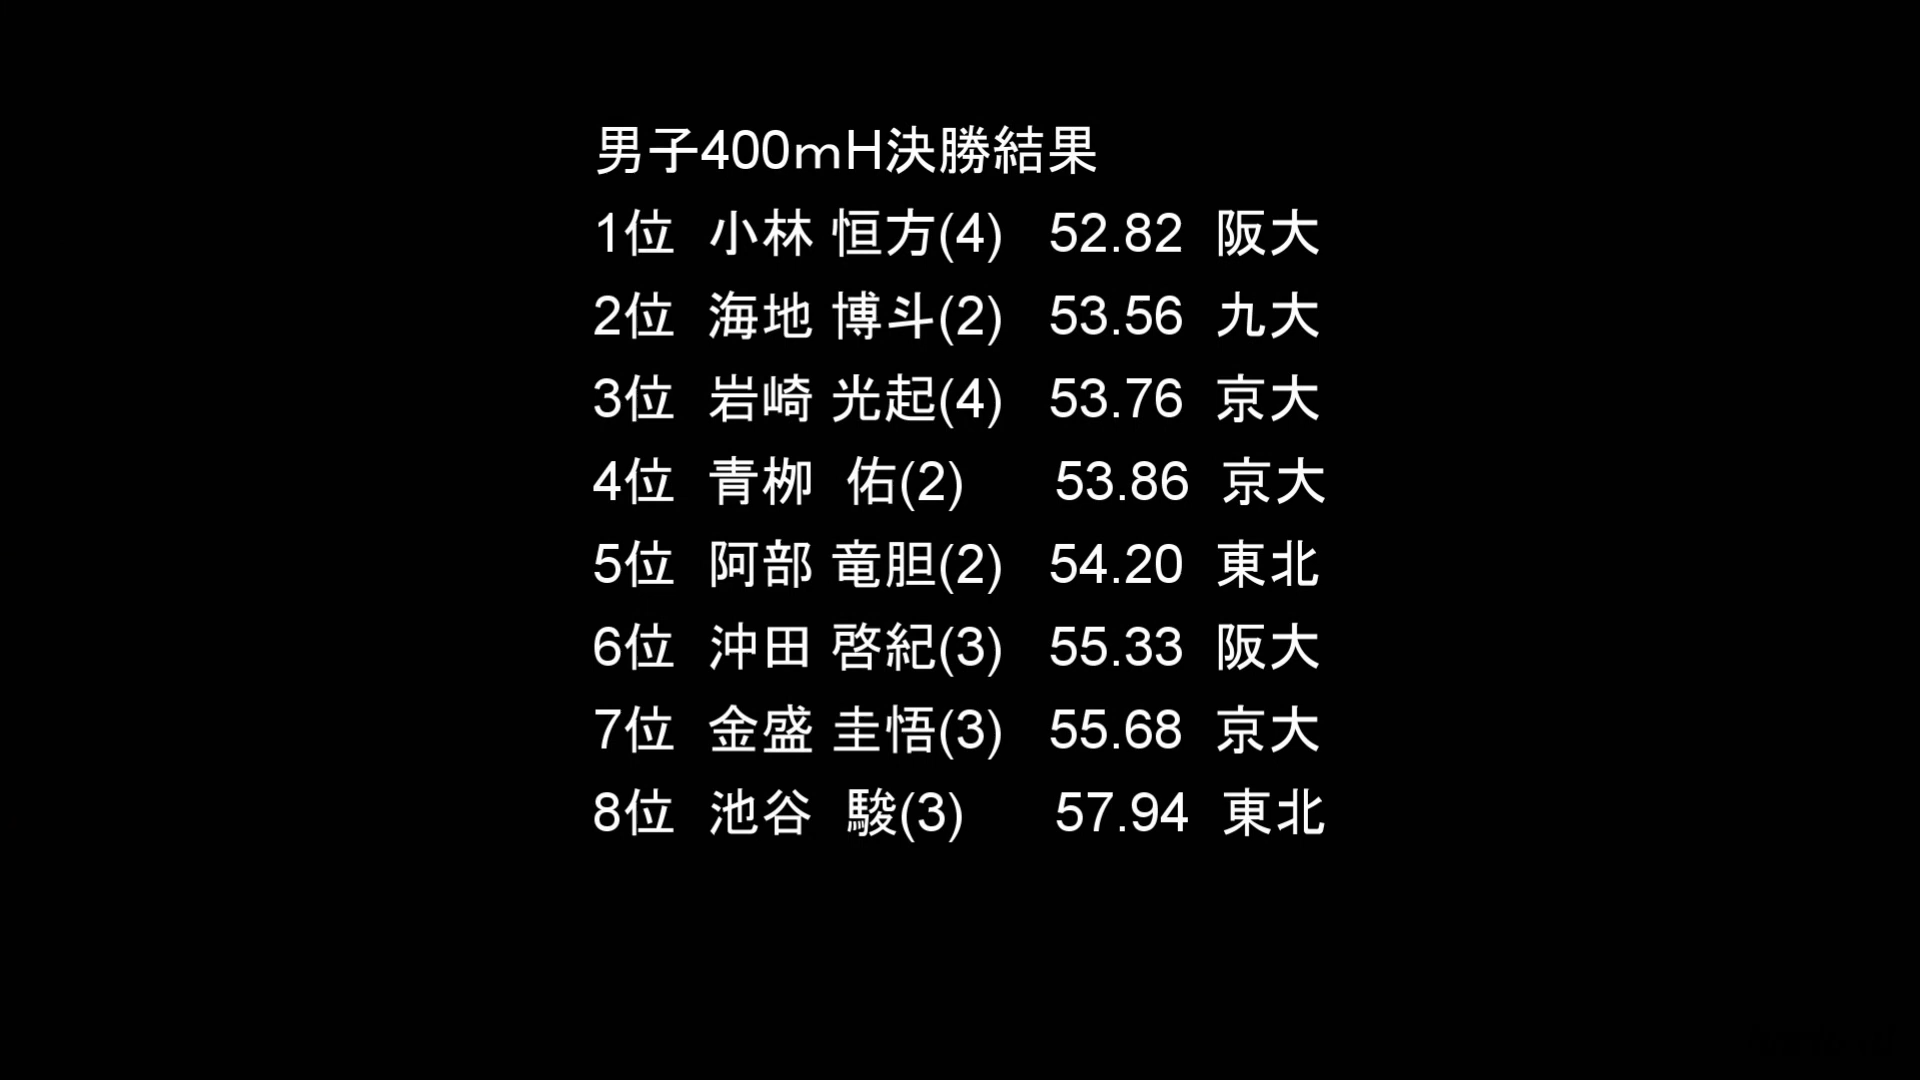 男子400mH決勝結果
1位 小林 恒方(4) 52.82 阪大
2位 海地 博斗(2) 53.56 九大
3位 岩崎 光起(4) 53.76 京大
4位 青栁 佑(2) 53.86 京大
5位 阿部 竜胆(2) 54.20 東北
6位 沖田 啓紀(3) 55.33 阪大
7位 金盛 圭悟(3) 55.68 京大
8位 池谷 駿(3) 57.94 東北